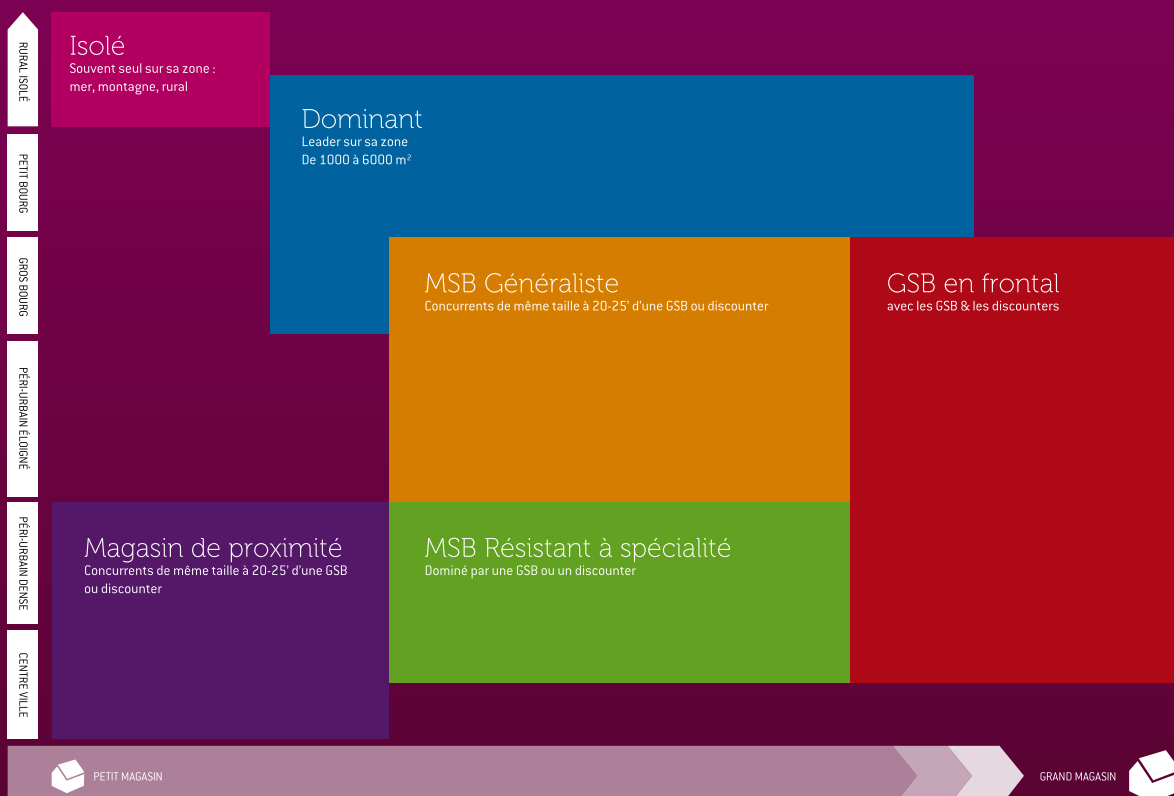 RURAL ISOLÉ
PETIT BOURG
GROS BOURG
PÉRI-URBAIN ÉLOIGNÉ
PÉRI-URBAIN DENSE
CENTRE VILLE
Isolé
Souvent seul sur sa zone :
mer, montagne, rural
Dominant
Leader sur sa zone
De 1000 à 6000 m²
MSB Généraliste
Concurrents de même taille à 20-25' d'une GSB ou discounter
GSB en frontal
avec les GSB & les discounters
Magasin de proximité
Concurrents de même taille à 20-25' d'une GSB
ou discounter
MSB Résistant à spécialité
Dominé par une GSB ou un discounter
PETIT MAGASIN
GRAND MAGASIN